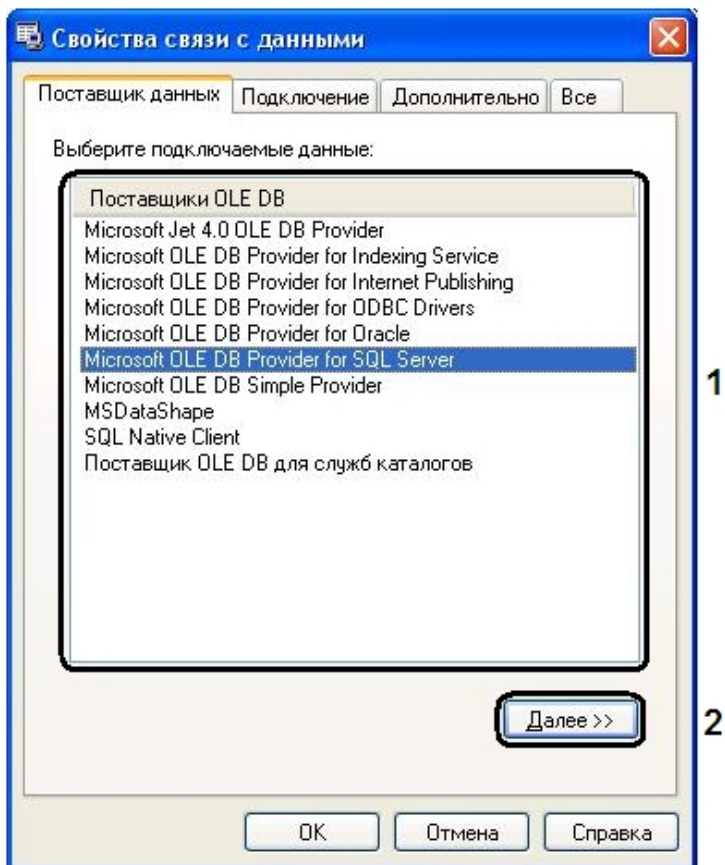 Свойства связи с данными
Поставщик данных Подключение Дополнительно Все
Выберите подключаемые данные:
Поставщики OLE DB
Microsoft Jet 4.0 OLE DB Provider
Microsoft OLE DB Provider for Indexing Service
Microsoft OLE DB Provider for Internet Publishing
Microsoft OLE DB Provider for ODBC Drivers
Microsoft OLE DB Provider for Oracle
Microsoft OLE DB Provider for SQL Server
1
Microsoft OLE DB Simple Provider
MSDataShape
SQL Native Client
Поставщик OLE DB для служб каталогов
Далее >>
2
OK Отмена Справка